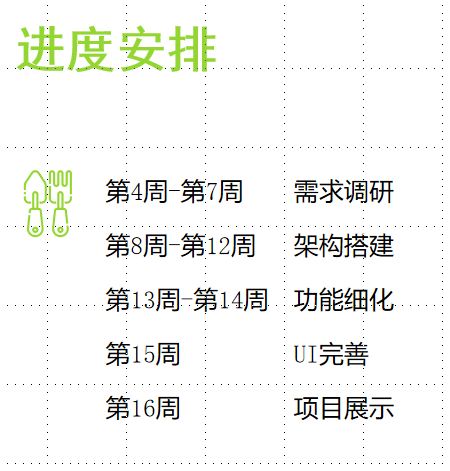 进度安排
第4周-第7周 需求调研
第8周-第12周 架构搭建
第13周-第14周 功能细化
第15周 UI完善
第16周 项目展示